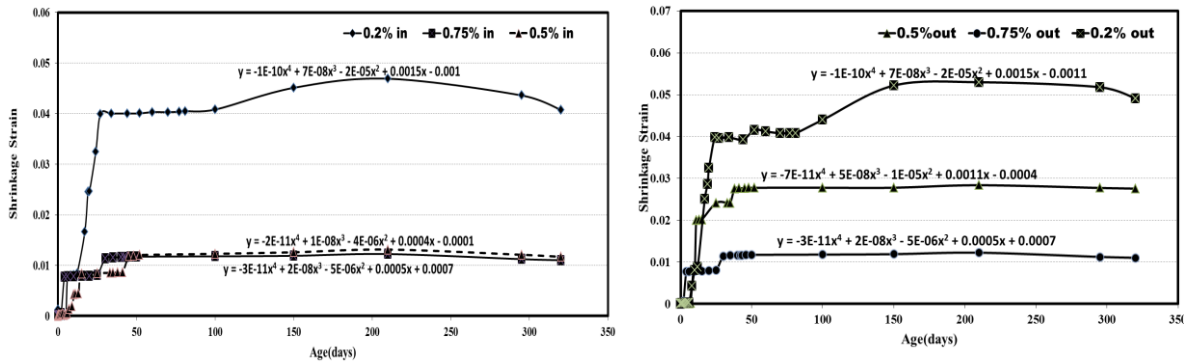 0.06
0.05
0.04
0.03
0.02
0.01
0
Shrinkage Strain
0.2% in 0.75% in 0.5% in
y = -1E-10x⁴ + 7E-08x³ - 2E-05x² + 0.0015x - 0.001
y = -2E-11x⁴ + 1E-08x³ - 4E-06x² + 0.0004x - 0.0001
y = -3E-11x⁴ + 2E-08x³ - 5E-06x² + 0.0005x + 0.0007
0 50 100 150 200 250 300 350
Age(days)
0.07
0.06
0.05
0.04
0.03
0.02
0.01
0
Shrinkage Strain
0.5%out 0.75% out 0.2% out
y = -1E-10x⁴ + 7E-08x³ - 2E-05x² + 0.0015x - 0.0011
y = -7E-11x⁴ + 5E-08x³ - 1E-05x² + 0.0011x - 0.0004
y = -3E-11x⁴ + 2E-08x³ - 5E-06x² + 0.0005x + 0.0007
0 50 100 150 200 250 300 350
Age(days)